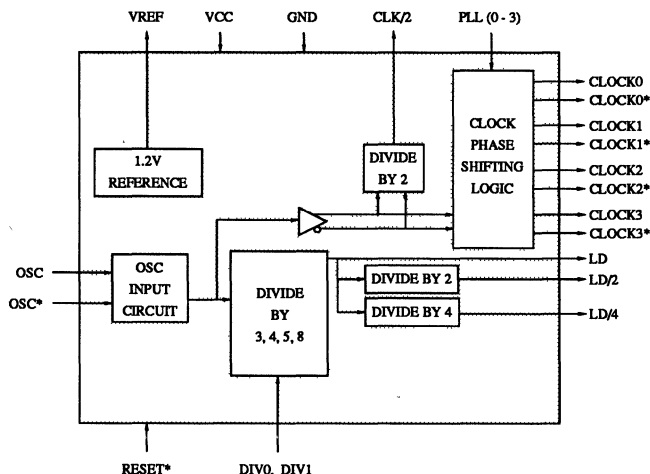 VREF VCC GND CLK/2 PLL (0 - 3)
CLOCK0
CLOCK0*
CLOCK1
CLOCK1*
CLOCK2
CLOCK2*
CLOCK3
CLOCK3*
CLOCK
PHASE
SHIFTING
LOGIC
1.2V
REFERENCE
DIVIDE
BY 2
OSC
OSC*
OSC
INPUT
CIRCUIT
DIVIDE
BY
3, 4, 5, 8
LD
DIVIDE BY 2
LD/2
DIVIDE BY 4
LD/4
RESET* DIV0, DIV1